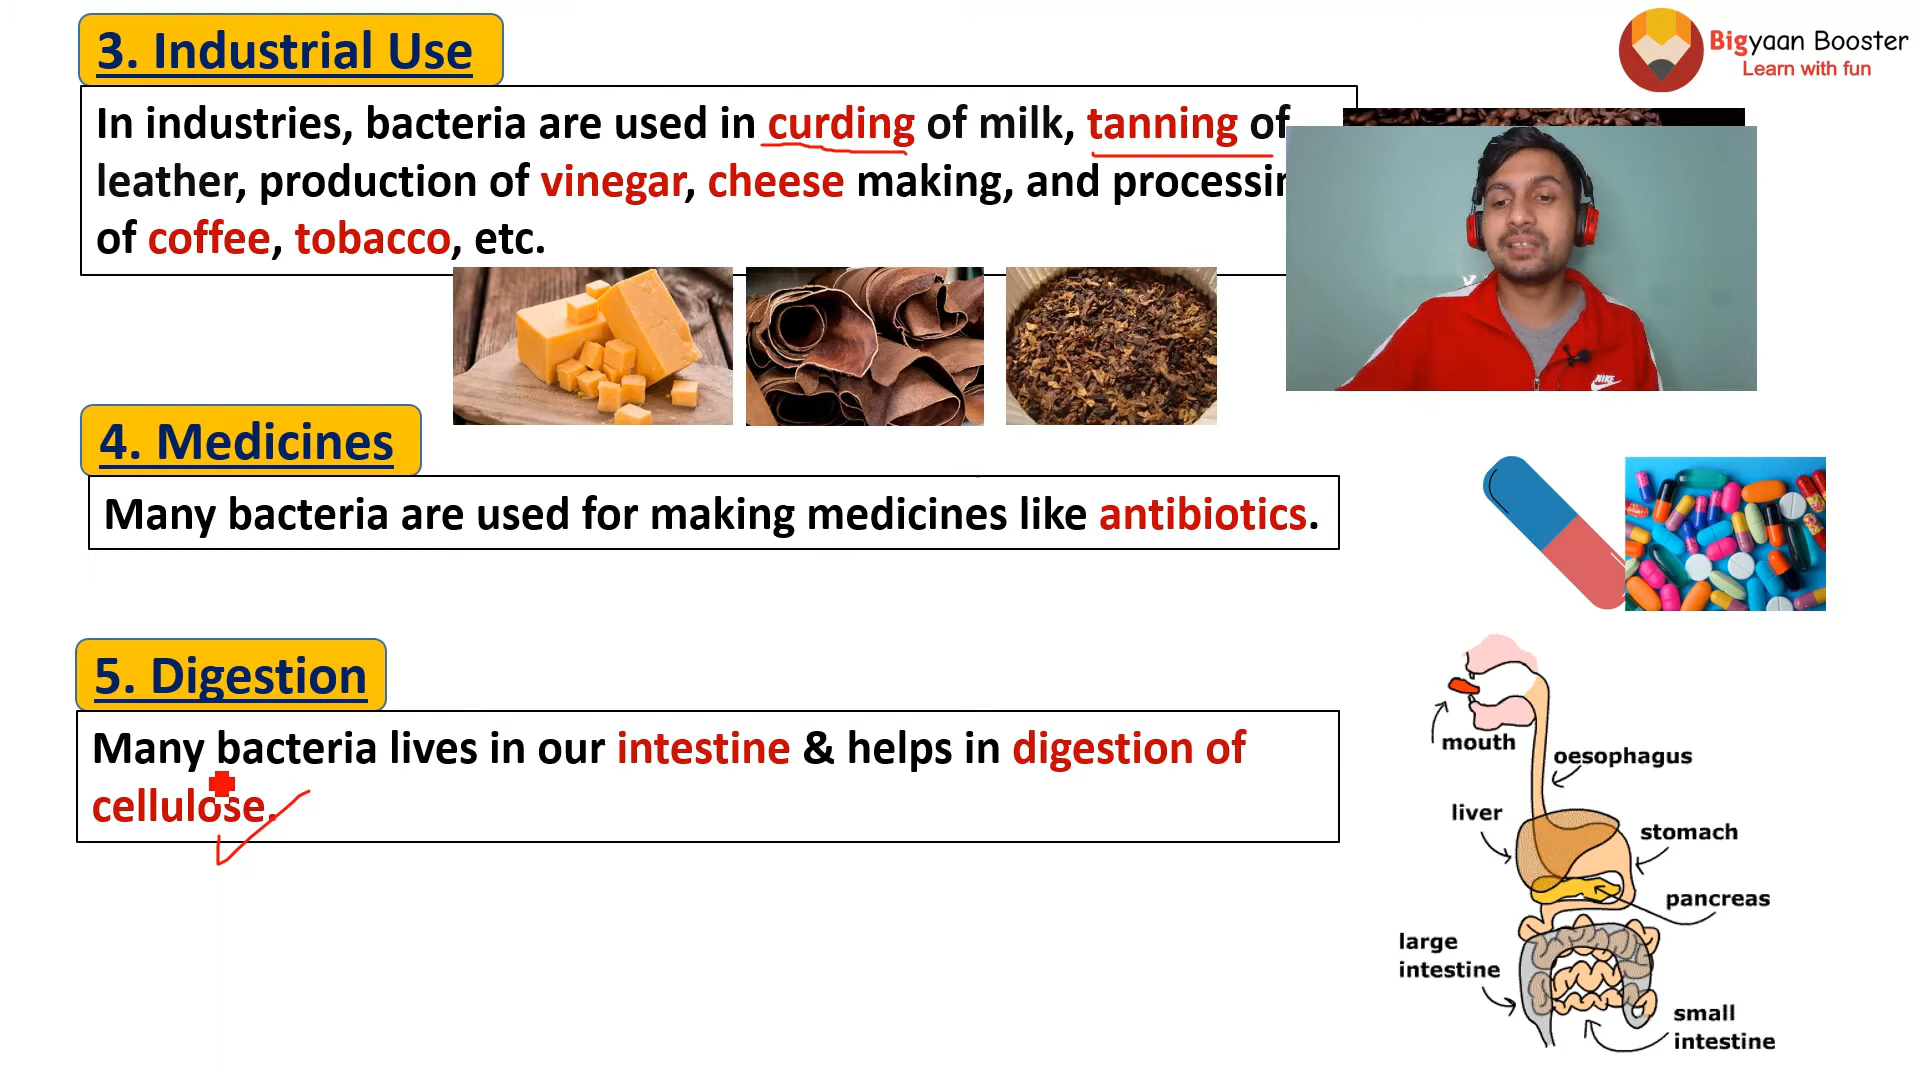 3. Industrial Use
Bigyaan Booster
Learn with fun
In industries, bacteria are used in curding of milk, tanning of
leather, production of vinegar, cheese making, and
of coffee, tobacco, etc.
NIKE
4. Medicines
Many bacteria are used for making medicines like antibiotics.
5. Digestion
Many bacteria lives in our intestine & helps in digestion of
cellulose.
mouth
oesophagus
liver
stomach
pancreas
large
intestine
small
intestine